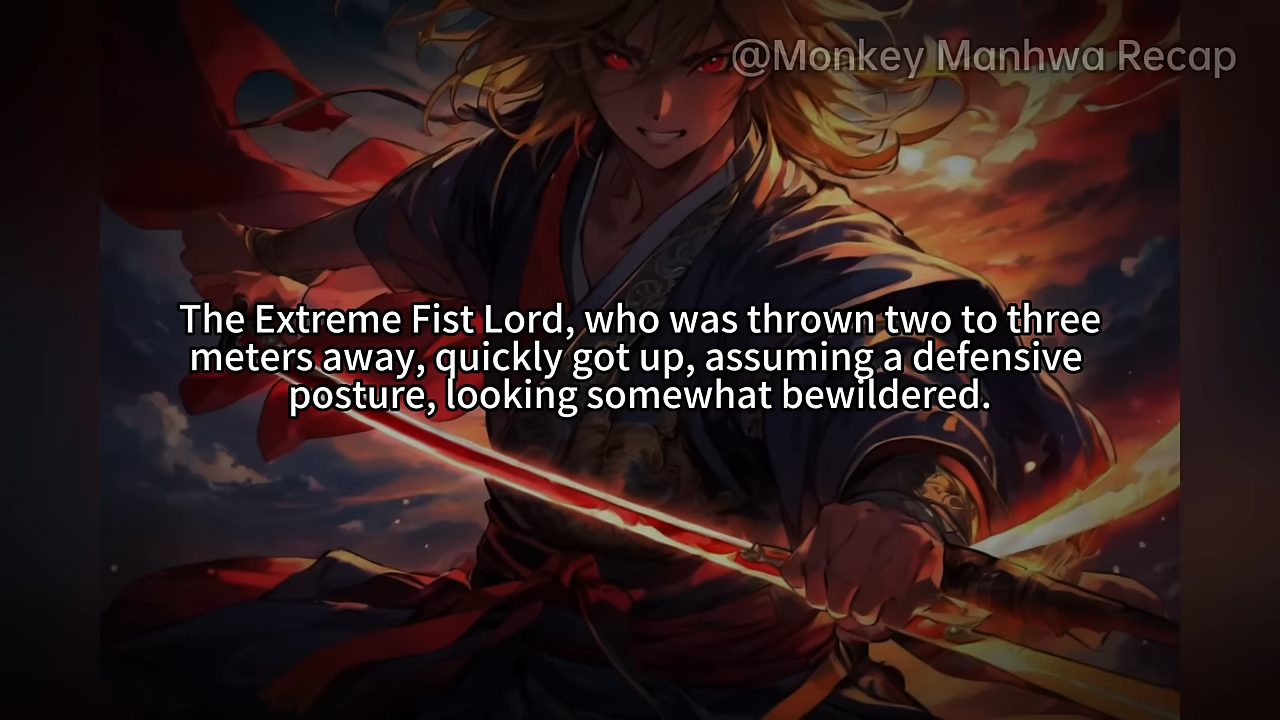 @Monkey Manhwa Recap
The Extreme Fist Lord, who was thrown two to three
meters away, quickly got up, assuming a defensive
posture, looking somewhat bewildered.